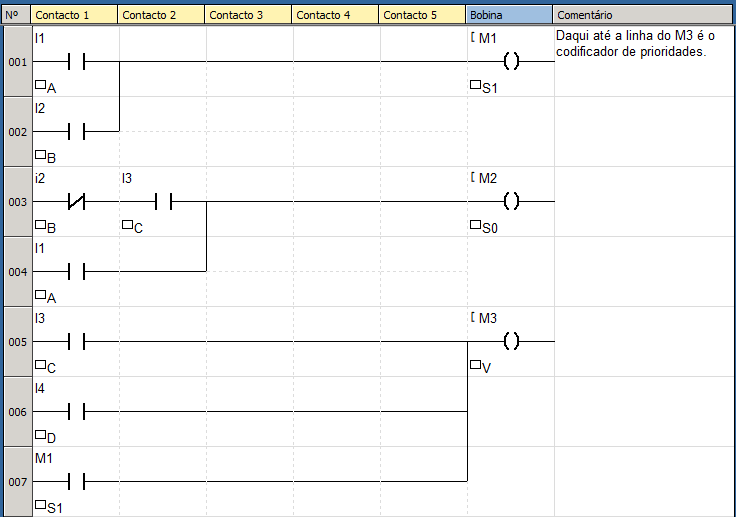 Nº Contacto 1 Contacto 2 Contacto 3 Contacto 4 Contacto 5 Bobina Comentário
I1 [ M1 Daqui até a linha do M3 é o
codificador de prioridades.
001
A S1
I2
002
B
i2 I3 [ M2
003
B C S0
I1
004
A
I3 [ M3
005
C V
I4
006
D
M1
007
S1